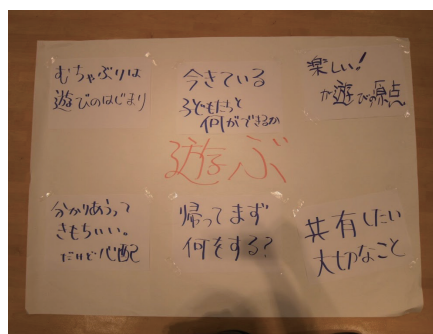 むちゃぶりは
遊びのはじまり
今きている
子どもたちと
何ができるか
楽しい!
が遊びの原点
遊ぶ
分かりあうって
きもちいい。
だけど心配
帰ってまず
何をする?
共有したい
大切なこと